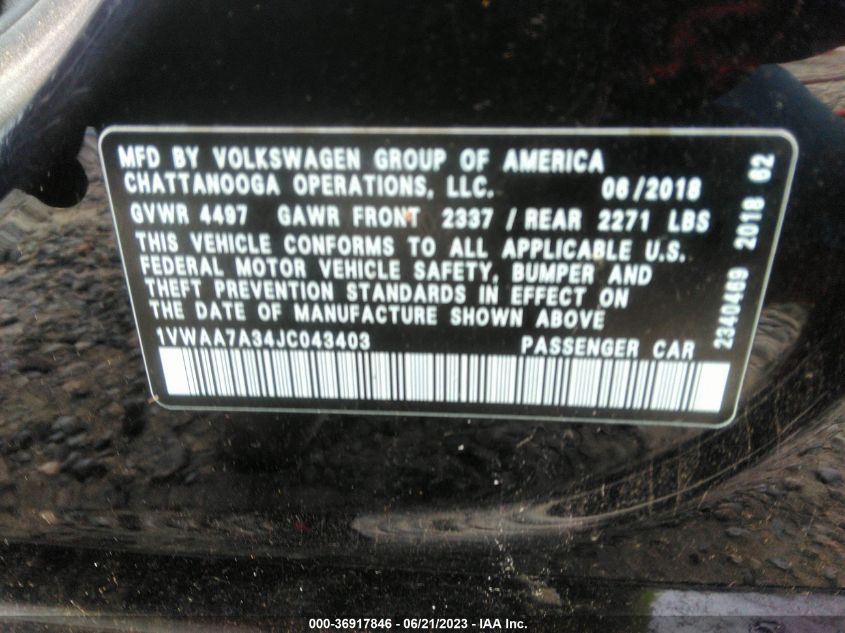 MFD BY VOLKSWAGEN GROUP OF AMERICA
CHATTANOOGA OPERATIONS, LLC. 06/2018
GVWR 4497 GAWR FRONT 2337 / REAR 2271 LBS
THIS VEHICLE CONFORMS TO ALL APPLICABLE U.S.
FEDERAL MOTOR VEHICLE SAFETY, BUMPER AND
THEFT PREVENTION STANDARDS IN EFFECT ON
THE DATE OF MANUFACTURE SHOWN ABOVE
1VWAA7A34JC043403 PASSENGER CAR
2340469 2018 62
000-36917846 - 06/21/2023 - IAA Inc.